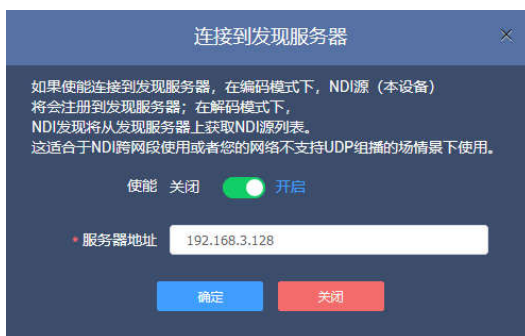 连接到发现服务器
如果使能连接到发现服务器，在编码模式下，NDI源（本设备）
将会注册到发现服务器；在解码模式下，
NDI发现将从发现服务器上获取NDI源列表。
这适合于NDI跨网段使用或者您的网络不支持UDP组播的场情景下使用。
使能 关闭 开启
* 服务器地址 192.168.3.128
确定 关闭